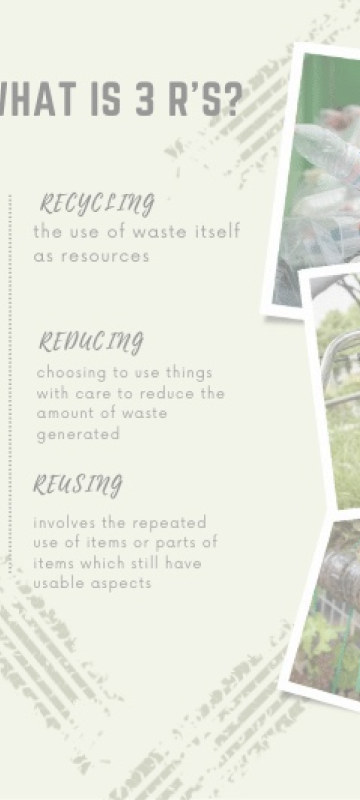 WHAT IS 3 R'S?
RECYCLING
the use of waste itself
as resources
REDUCING
choosing to use things
with care to reduce the
amount of waste
generated
REUSING
involves the repeated
use of items or parts of
items which still have
usable aspects